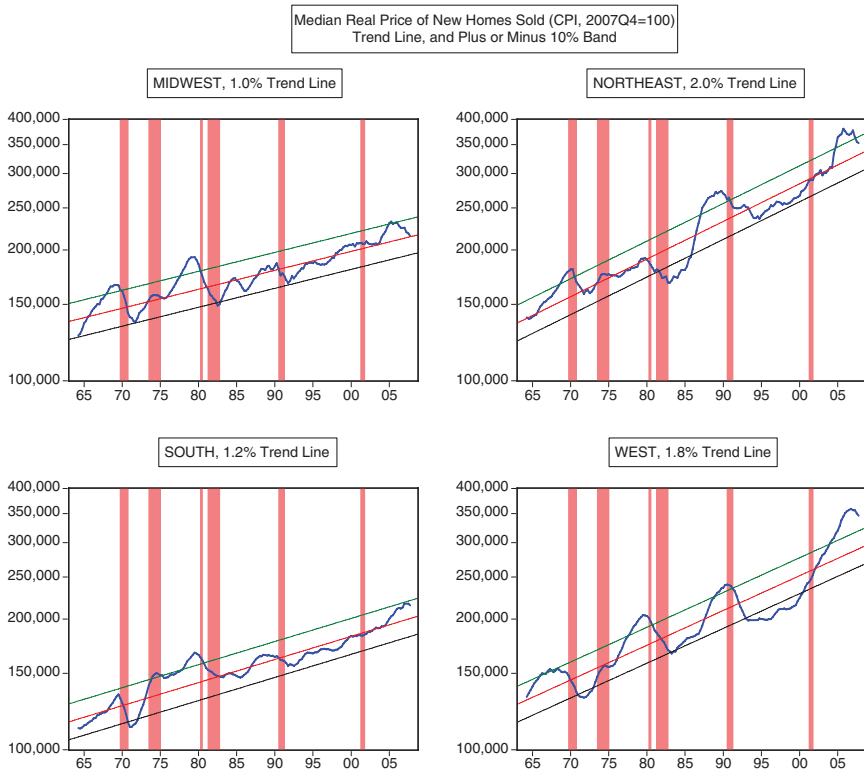 Median Real Price of New Homes Sold (CPI, 2007Q4=100)
Trend Line, and Plus or Minus 10% Band
MIDWEST, 1.0% Trend Line
400,000
350,000
300,000
250,000
200,000
150,000
100,000
65 70 75 80 85 90 95 00 05
NORTHEAST, 2.0% Trend Line
400,000
350,000
300,000
250,000
200,000
150,000
100,000
65 70 75 80 85 90 95 00 05
SOUTH, 1.2% Trend Line
400,000
350,000
300,000
250,000
200,000
150,000
100,000
65 70 75 80 85 90 95 00 05
WEST, 1.8% Trend Line
400,000
350,000
300,000
250,000
200,000
150,000
100,000
65 70 75 80 85 90 95 00 05